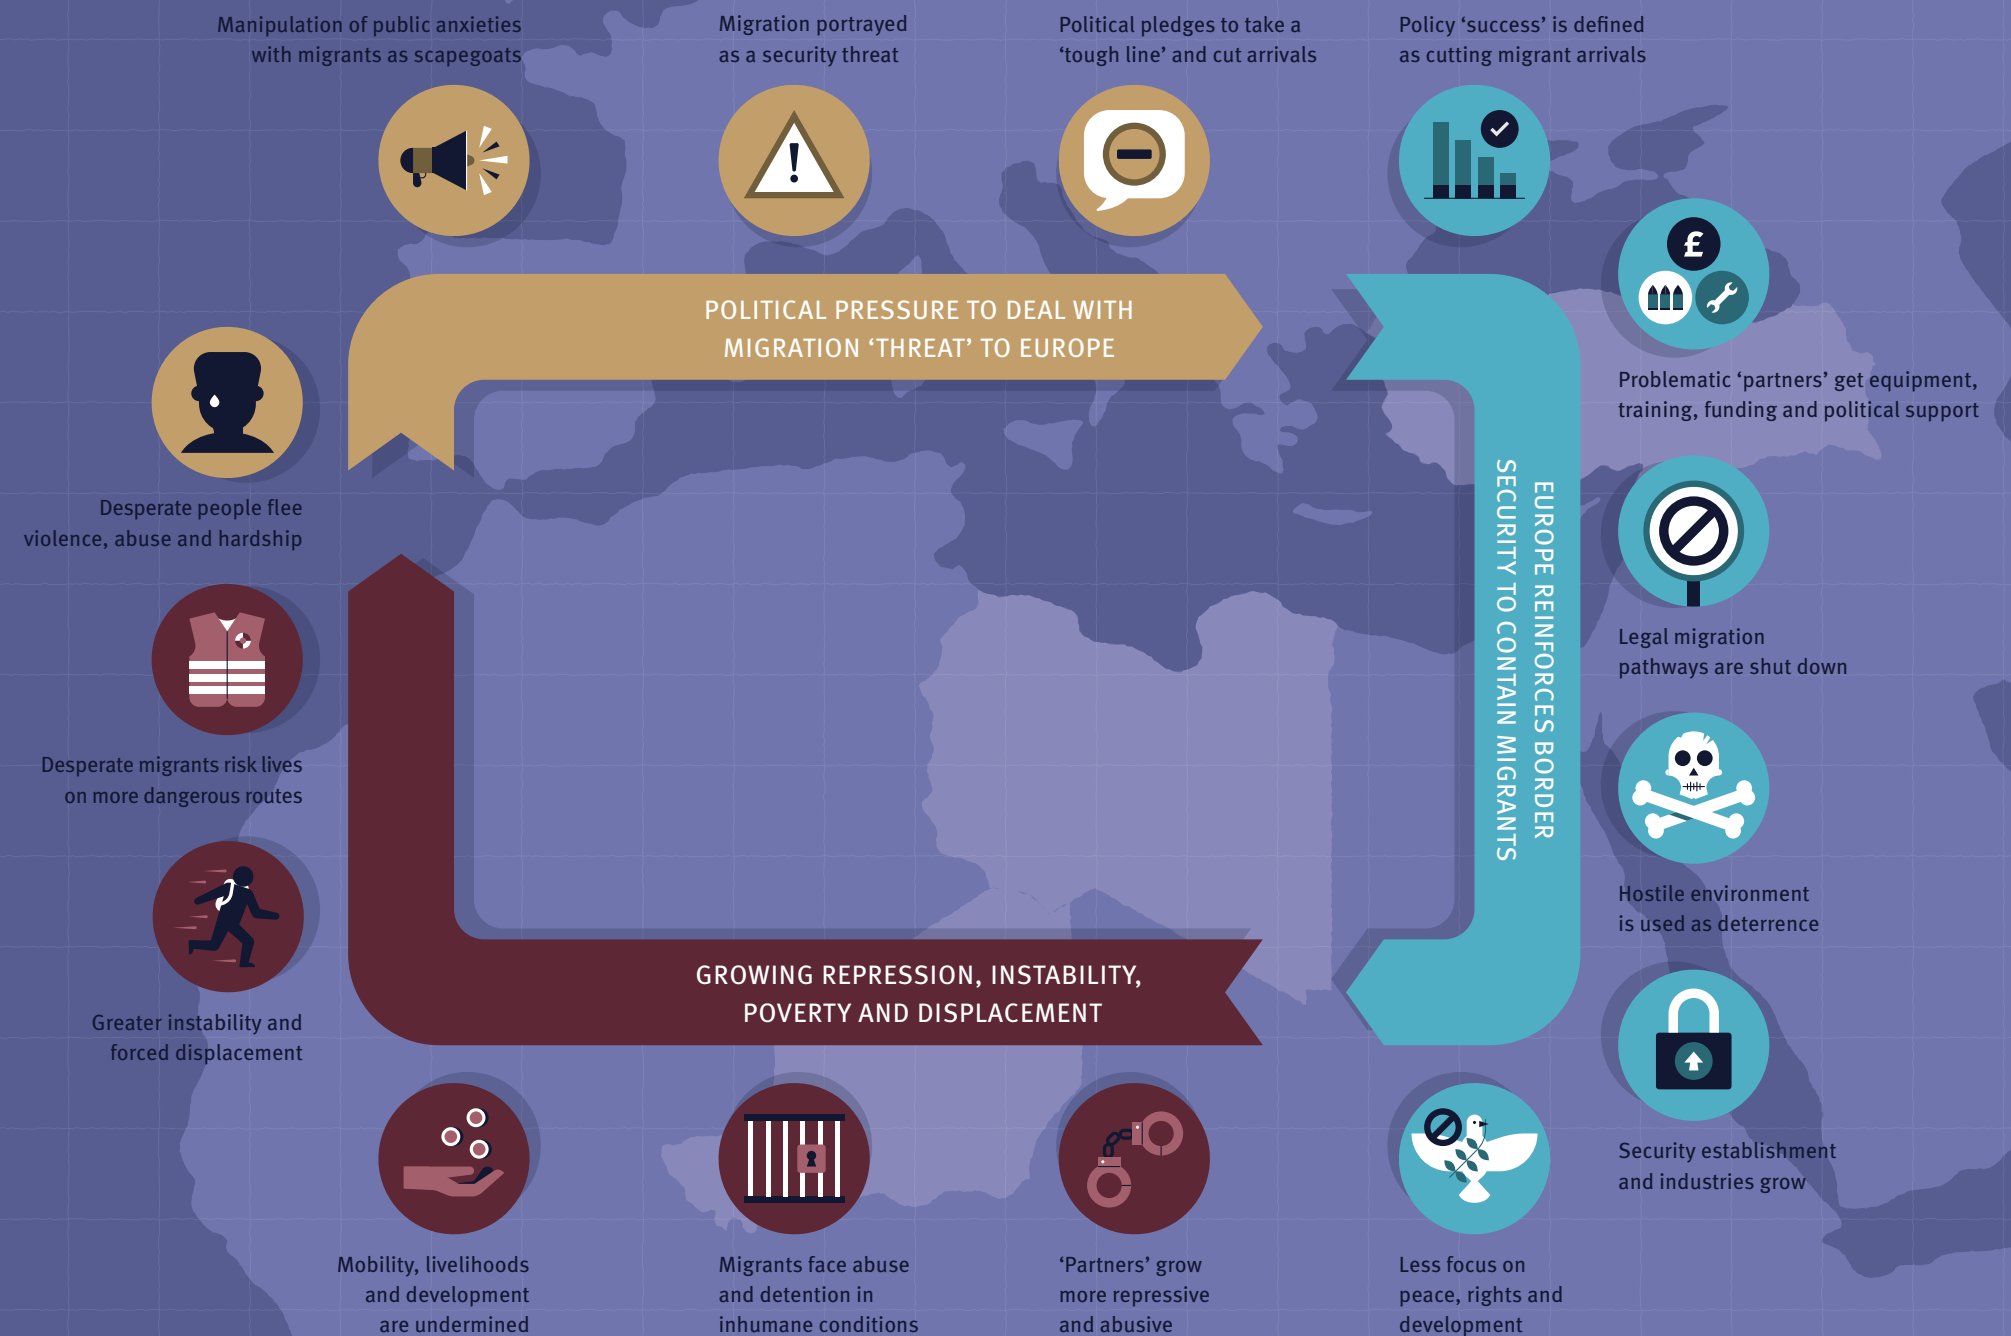 Manipulation of public anxieties
with migrants as scapegoats
Migration portrayed
as a security threat
Political pledges to take a
‘tough line’ and cut arrivals
Policy ‘success’ is defined
as cutting migrant arrivals
£
POLITICAL PRESSURE TO DEAL WITH
MIGRATION ‘THREAT’ TO EUROPE
Problematic ‘partners’ get equipment,
training, funding and political support
Legal migration
pathways are shut down
EUROPE REINFORCES BORDER
SECURITY TO CONTAIN MIGRANTS
Hostile environment
is used as deterrence
Security establishment
and industries grow
Less focus on
peace, rights and
development
‘Partners’ grow
more repressive
and abusive
Migrants face abuse
and detention in
inhumane conditions
Mobility, livelihoods
and development
are undermined
GROWING REPRESSION, INSTABILITY,
POVERTY AND DISPLACEMENT
Greater instability and
forced displacement
Desperate migrants risk lives
on more dangerous routes
Desperate people flee
violence, abuse and hardship